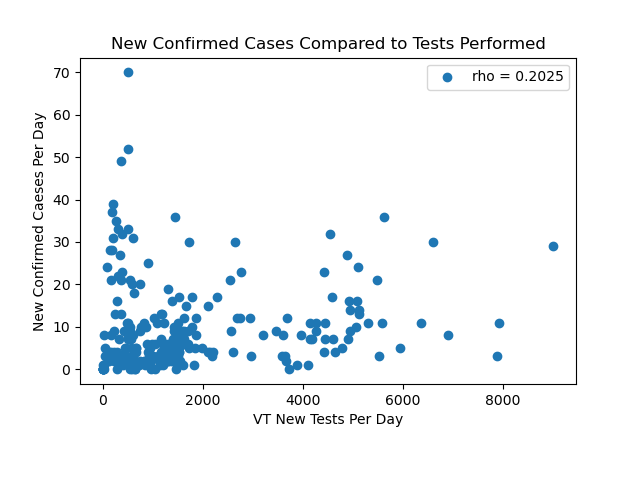 New Confirmed Cases Compared to Tests Performed
rho = 0.2025
70
60
50
40
30
20
10
0
New Confirmed Caeses Per Day
0 2000 4000 6000 8000
VT New Tests Per Day